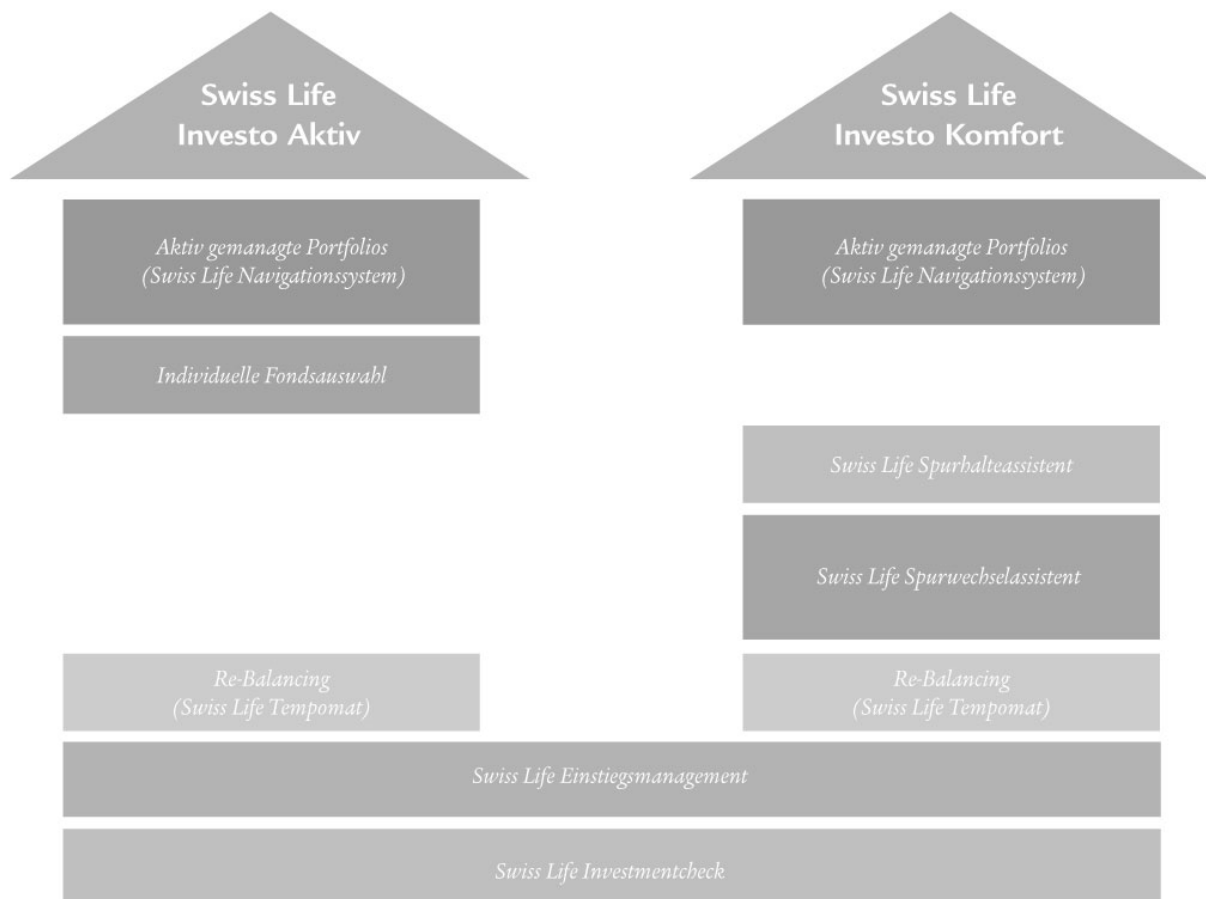 Swiss Life
Investo Aktiv
Aktiv gemanagte Portfolios
(Swiss Life Navigationssystem)
Individuelle Fondsauswahl
Re-Balancing
(Swiss Life Tempomat)
Swiss Life
Investo Komfort
Aktiv gemanagte Portfolios
(Swiss Life Navigationssystem)
Swiss Life Spurhalteassistent
Swiss Life Spurwechselassistent
Re-Balancing
(Swiss Life Tempomat)
Swiss Life Einstiegsmanagement
Swiss Life Investmentcheck